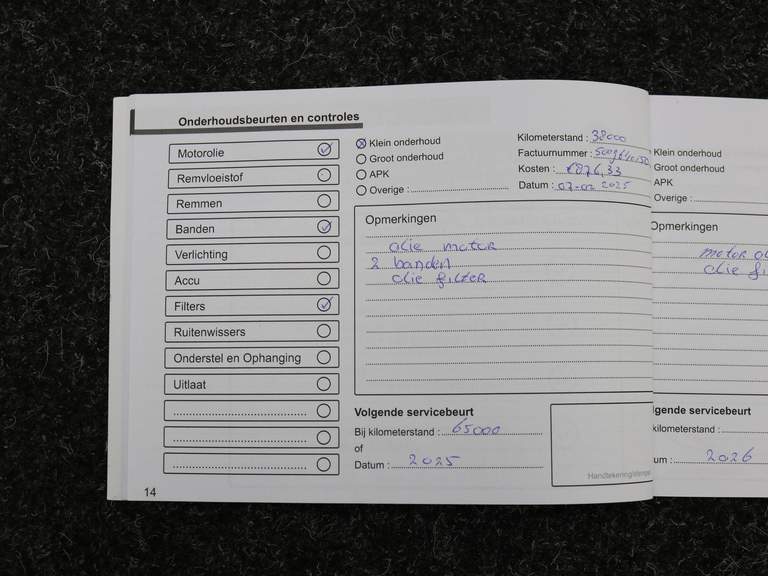 Onderhoudsbeurten en controles
Motorolie
Remvloeistof
Remmen
Banden
Verlichting
Accu
Filters
Ruitenwissers
Onderstel en Ophanging
Uitlaat
Klein onderhoud
Groot onderhoud
APK
Overige :
Kilometerstand : 38000
Factuurnummer :
Kosten : €876,33
Datum : 07-02 2025
Opmerkingen
olie motor
2 banden
olie filter
Volgende servicebeurt
Bij kilometerstand : 65000
of
Datum : 2025
14
Klein onderhoud
Groot onderhoud
APK
Overige :
Opmerkingen
motor
olie
servicebeurt
kilometerstand :
2026